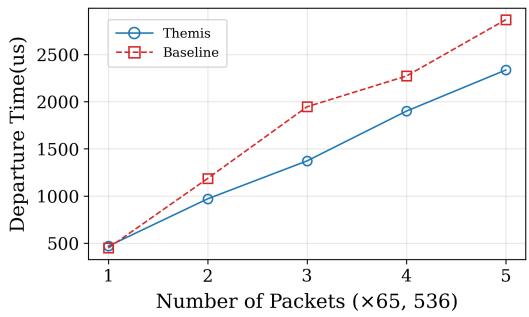 Themis
Baseline
Departure Time(us)
2500
2000
1500
1000
500
1 2 3 4 5
Number of Packets (×65, 536)